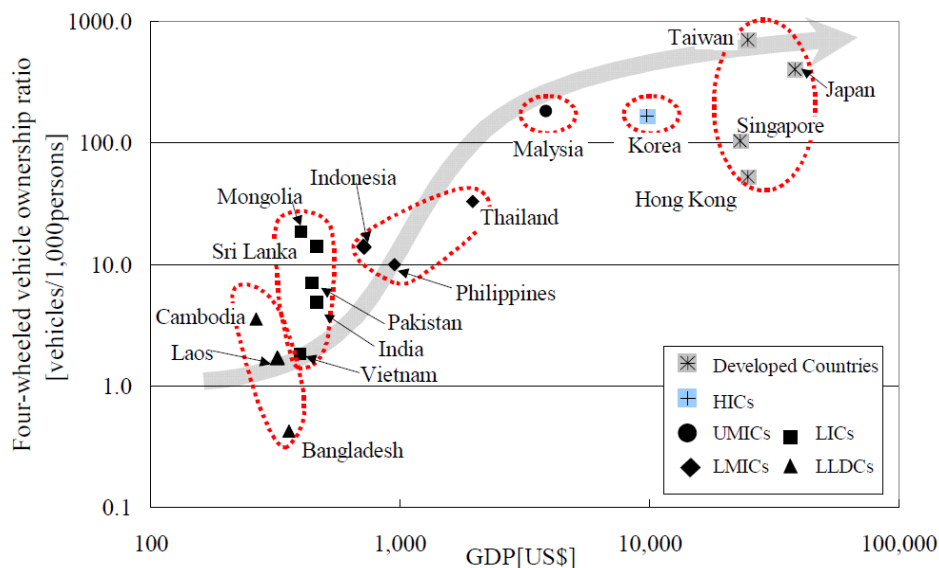 Four-wheeled vehicle ownership ratio
[vehicles/1,000persons]
1000.0
100.0
10.0
1.0
0.1
Taiwan
Japan
Singapore
Hong Kong
Malysia
Korea
Indonesia
Mongolia
Thailand
Sri Lanka
Philippines
Cambodia
Pakistan
India
Laos
Vietnam
Bangladesh
Developed Countries
HICs
UMICs
LICs
LMICs
LLDCs
100
1,000
10,000
100,000
GDP[US$]